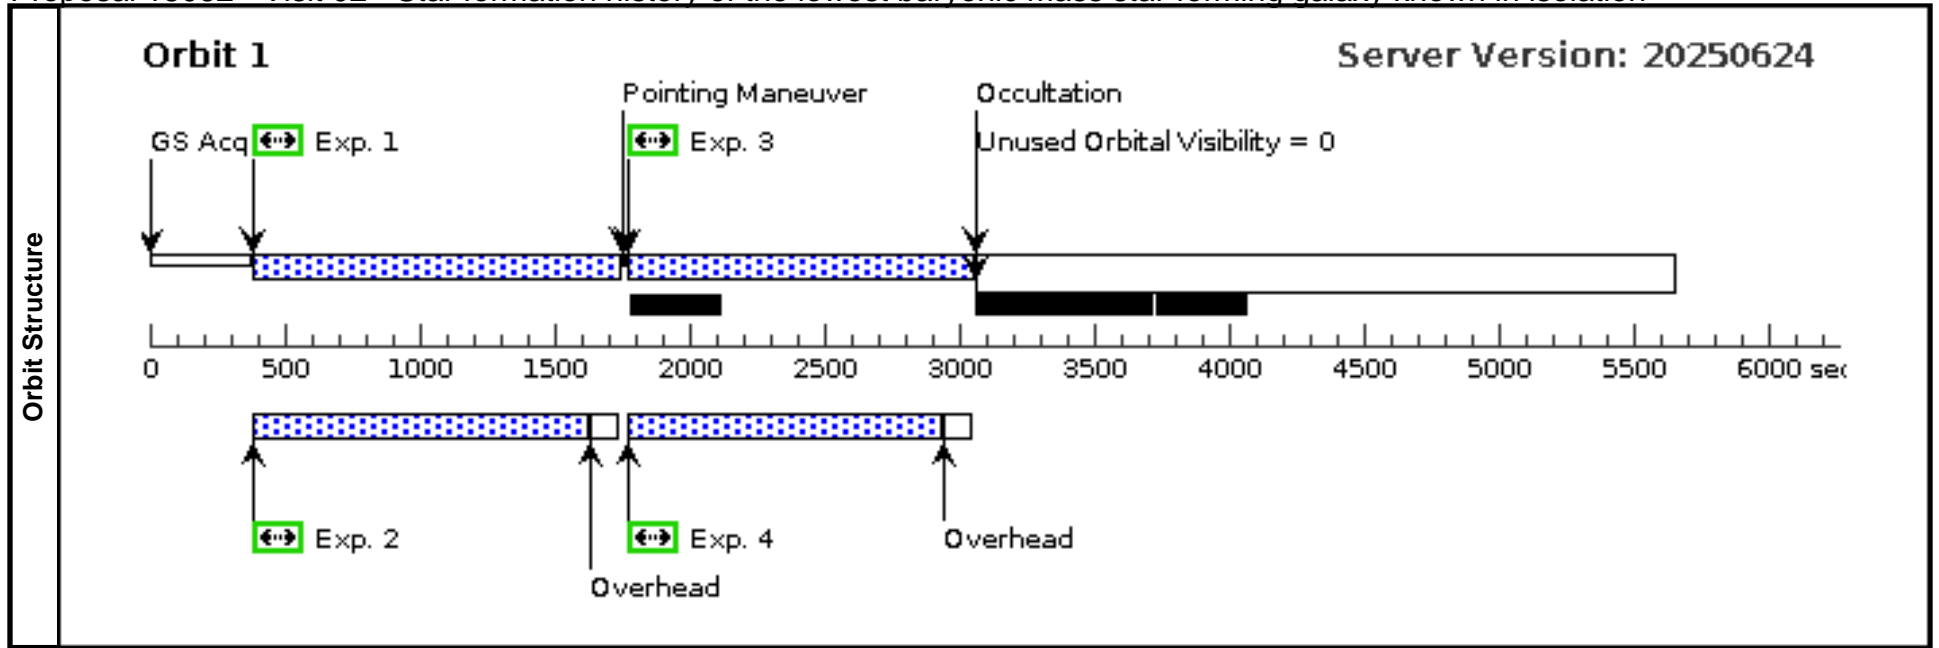 Orbit 1
Server Version: 20250624
Pointing Maneuver
Occultation
GS Acq
Exp. 1
Exp. 3
Unused Orbital Visibility = 0
Orbit Structure
0 500 1000 1500 2000 2500 3000 3500 4000 4500 5000 5500 6000 sec
Exp. 2
Exp. 4
Overhead
Overhead